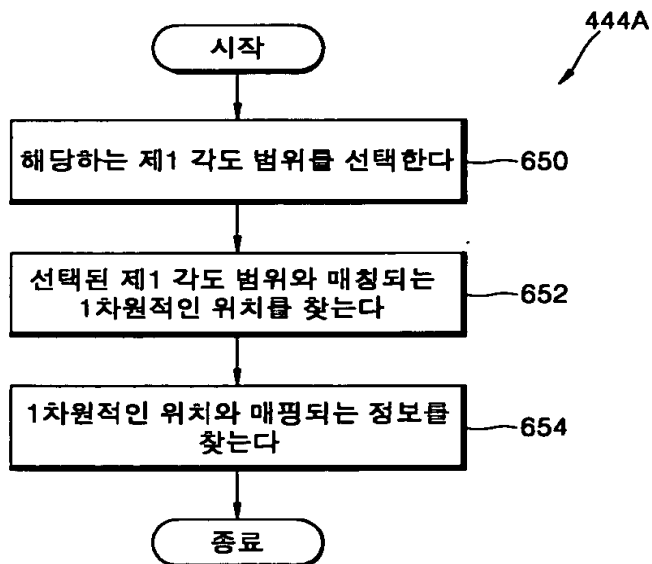 444A
시작
해당하는 제1 각도 범위를 선택한다
650
선택된 제1 각도 범위와 매칭되는
1차원적인 위치를 찾는다
652
1차원적인 위치와 매핑되는 정보를
찾는다
654
종료